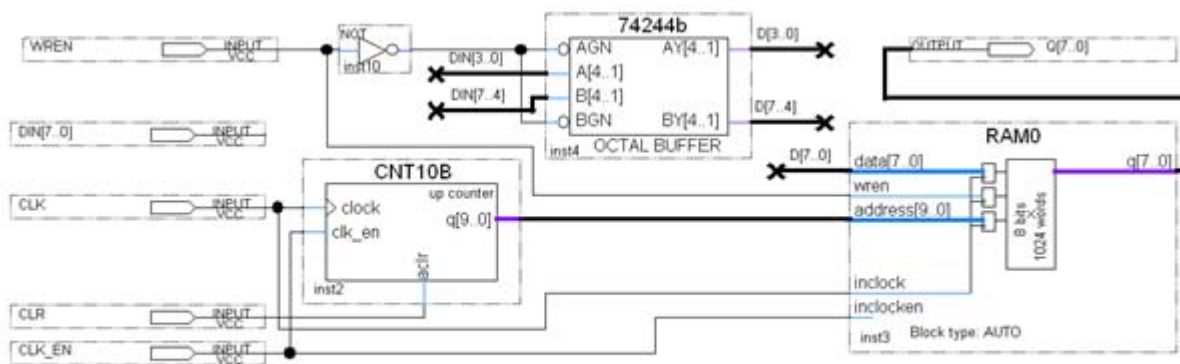 74244b
WREN
INPUT
VCC
NOT
inst10
DIN[3..0]
DIN[7..4]
AGN
A[4..1]
B[4..1]
BGN
AY[4..1]
BY[4..1]
D[3..0]
D[7..4]
inst4
OCTAL BUFFER
OUTPUT
Q[7..0]
DIN[7..0]
INPUT
VCC
CNT10B
up counter
clock
clk_en
q[9..0]
aclr
inst2
CLK
INPUT
VCC
RAM0
D[7..0]
data[7..0]
wren
address[9..0]
q[7..0]
8 bits
×
1024 words
inclock
inclocken
inst3
Block type: AUTO
CLR
INPUT
VCC
CLK_EN
INPUT
VCC